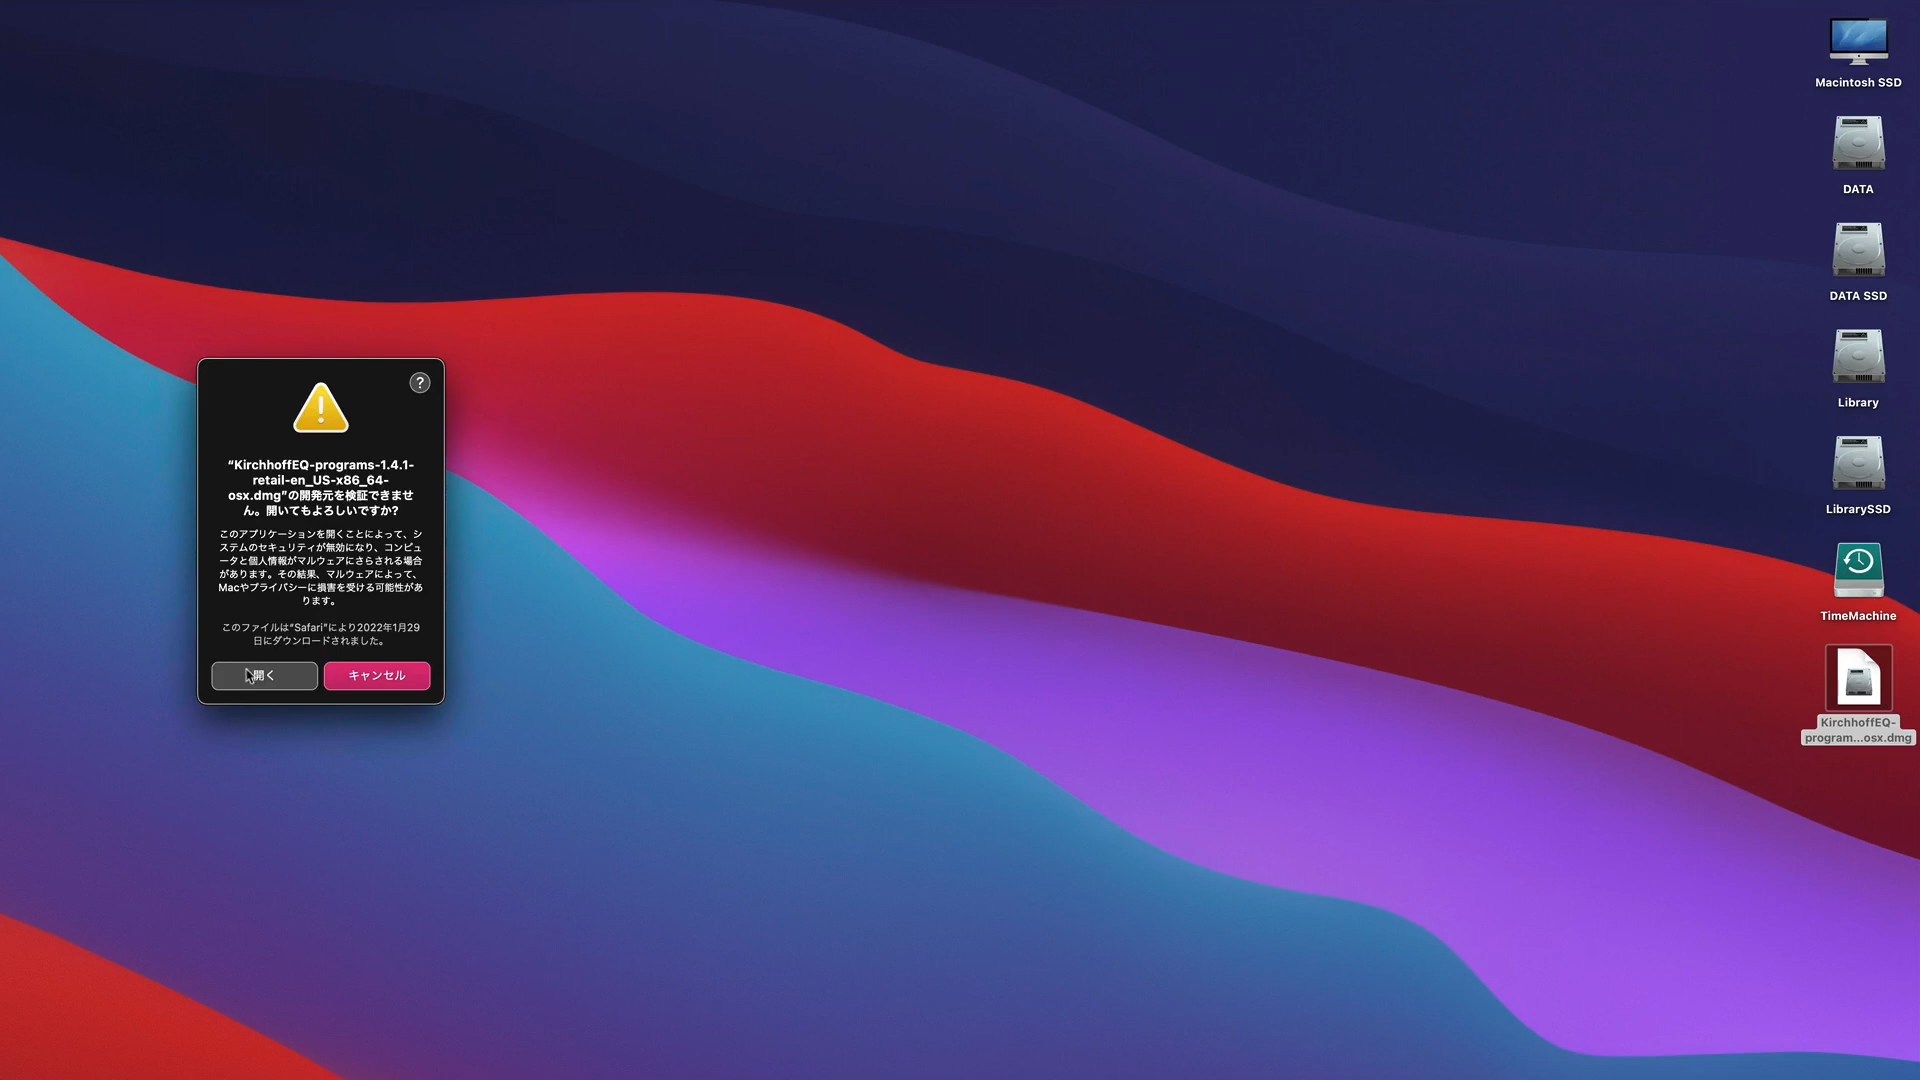 ?
“KirchhoffEQ-programs-1.4.1-
retail-en_US-x86_64-
osx.dmg”の開発元を検証できませ
ん。開いてもよろしいですか?
このアプリケーションを開くことによって、シ
ステムのセキュリティが無効になり、コンピュ
ータと個人情報がマルウェアにさらされる場合
があります。その結果、マルウェアによって、
Macやプライバシーに損害を受ける可能性があ
ります。
このファイルは“Safari”により2022年1月29
日にダウンロードされました。
開く
キャンセル
Macintosh SSD
DATA
DATA SSD
Library
LibrarySSD
TimeMachine
KirchhoffEQ-
program...osx.dmg